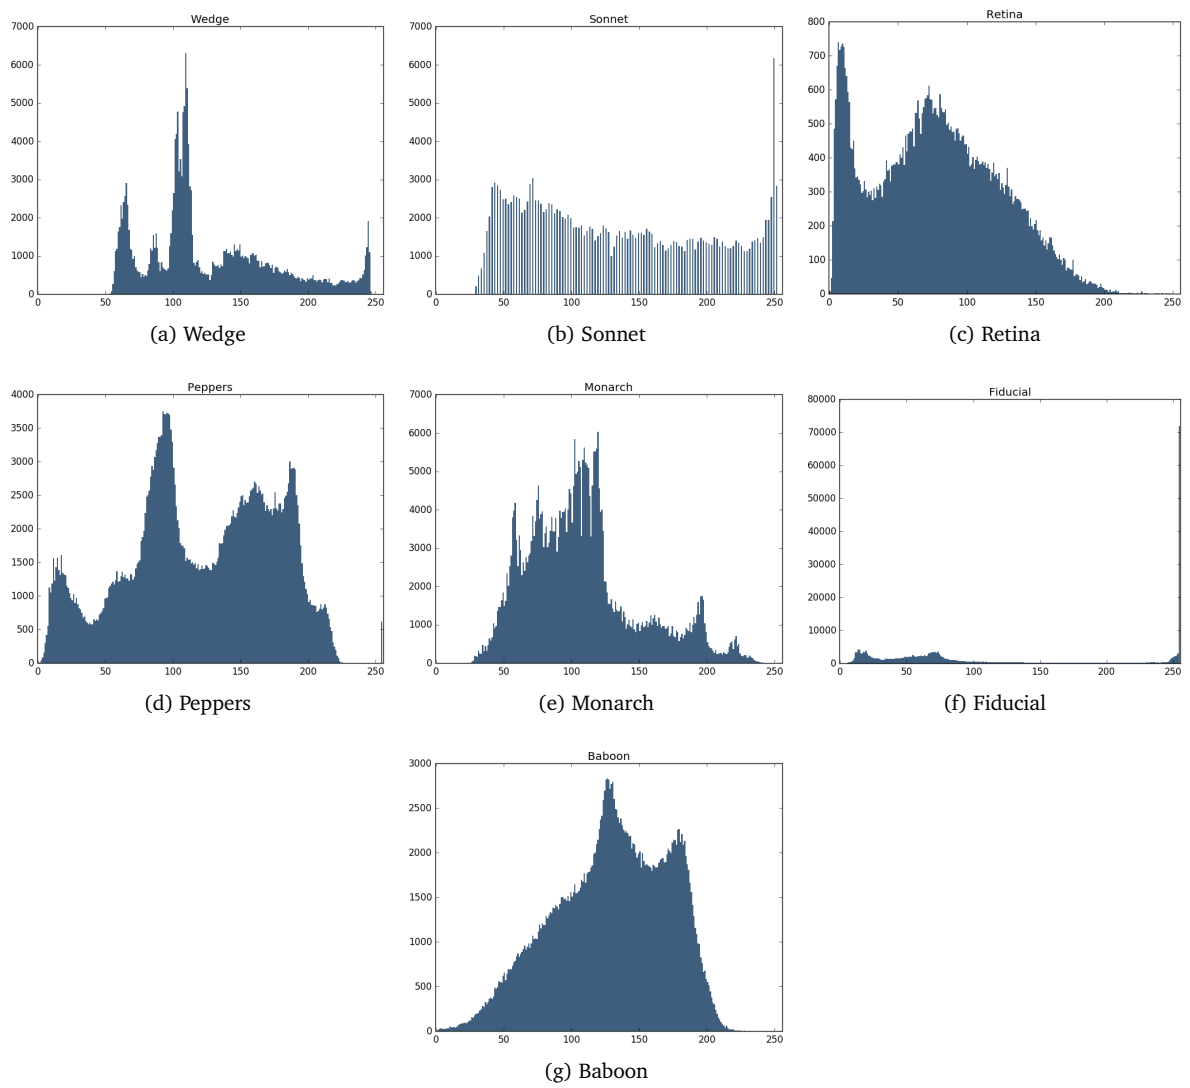 Wedge
7000
6000
5000
4000
3000
2000
1000
0
0 50 100 150 200 250
(a) Wedge
Sonnet
7000
6000
5000
4000
3000
2000
1000
0
0 50 100 150 200 250
(b) Sonnet
Retina
800
700
600
500
400
300
200
100
0
0 50 100 150 200 250
(c) Retina
Peppers
4000
3500
3000
2500
2000
1500
1000
500
0
0 50 100 150 200 250
(d) Peppers
Monarch
7000
6000
5000
4000
3000
2000
1000
0
0 50 100 150 200 250
(e) Monarch
Fiducial
80000
70000
60000
50000
40000
30000
20000
10000
0
0 50 100 150 200 250
(f) Fiducial
Baboon
3000
2500
2000
1500
1000
500
0
0 50 100 150 200 250
(g) Baboon